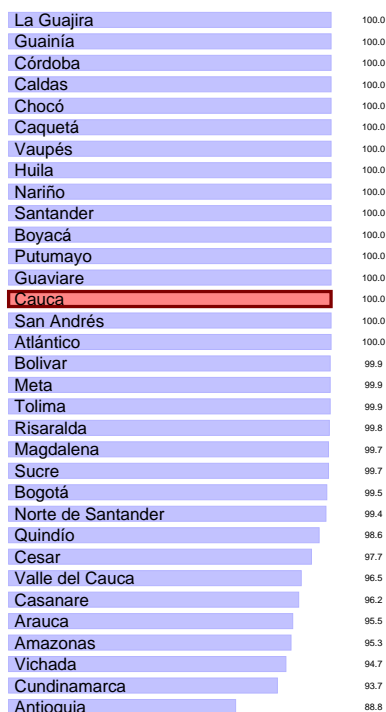 La Guajira 100.0
Guainía 100.0
Córdoba 100.0
Caldas 100.0
Chocó 100.0
Caquetá 100.0
Vaupés 100.0
Huila 100.0
Nariño 100.0
Santander 100.0
Boyacá 100.0
Putumayo 100.0
Guaviare 100.0
Cauca 100.0
San Andrés 100.0
Atlántico 100.0
Bolivar 99.9
Meta 99.9
Tolima 99.9
Risaralda 99.8
Magdalena 99.7
Sucre 99.7
Bogotá 99.5
Norte de Santander 99.4
Quindío 98.6
Cesar 97.7
Valle del Cauca 96.5
Casanare 96.2
Arauca 95.5
Amazonas 95.3
Vichada 94.7
Cundinamarca 93.7
Antioquia 88.8